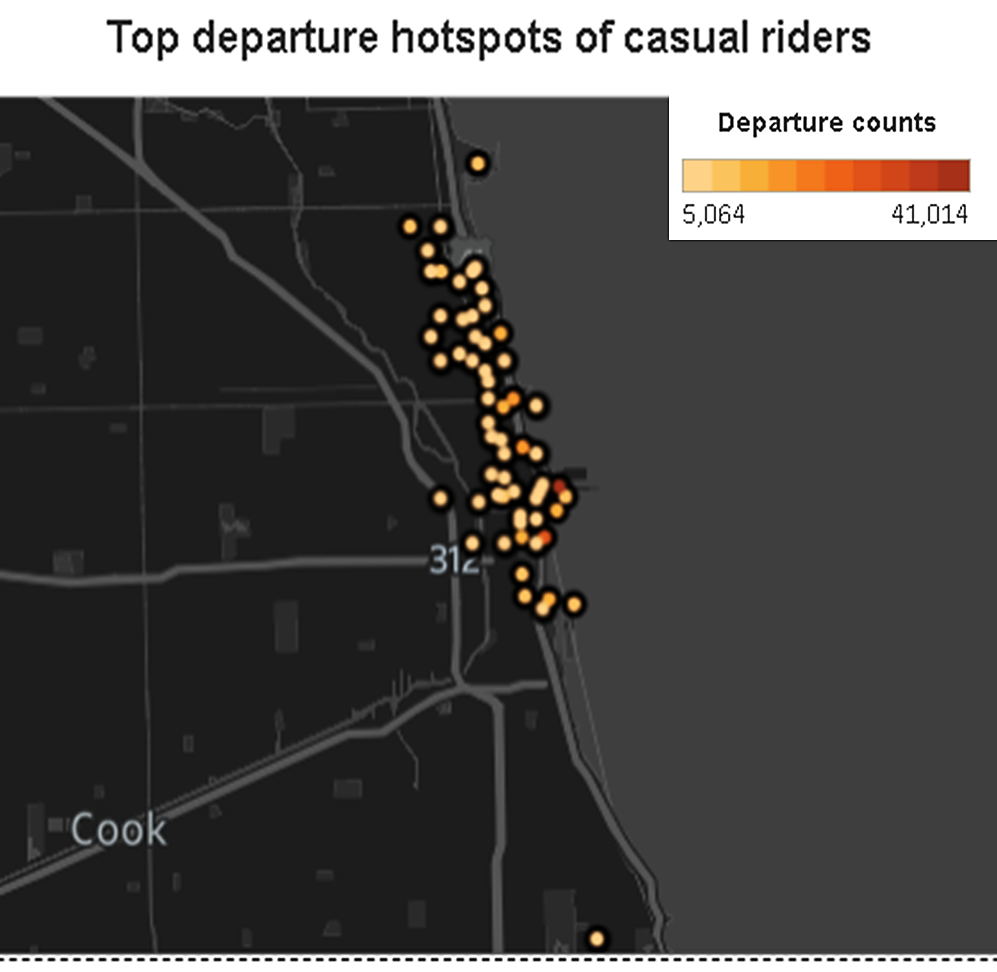 Top departure hotspots of casual riders
Departure counts
5,064 41,014
312
Cook